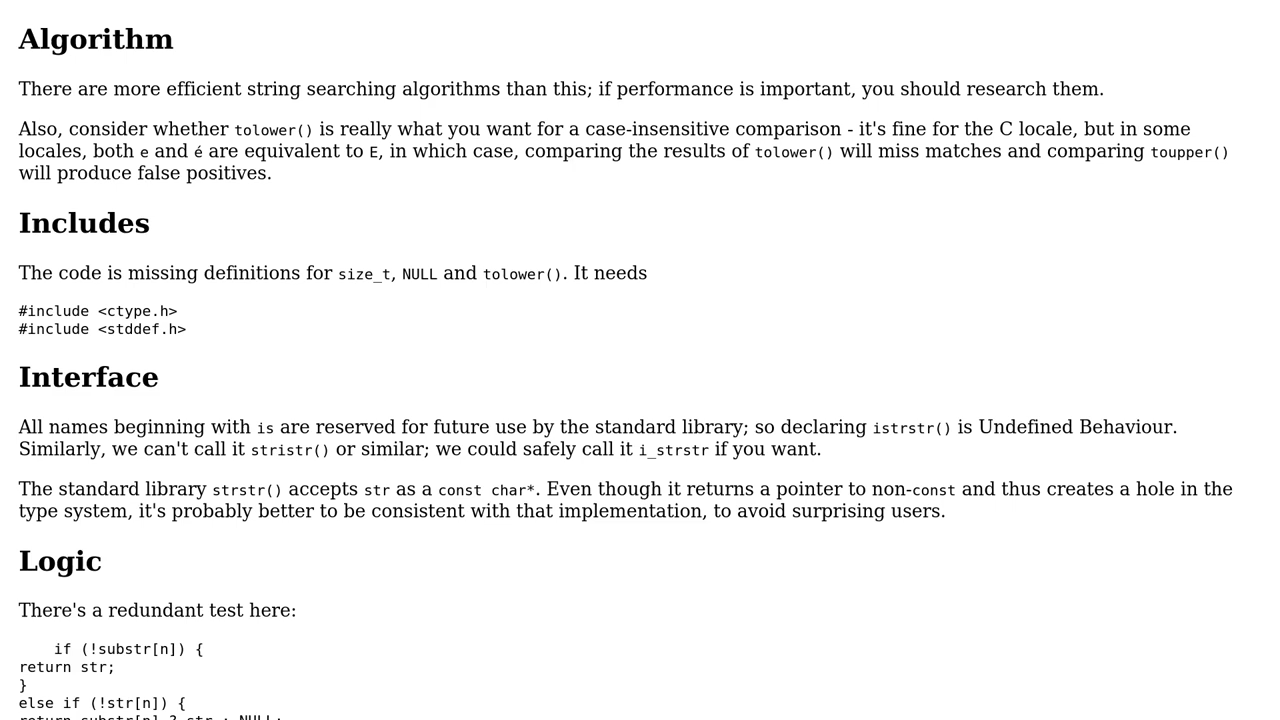 Algorithm
There are more efficient string searching algorithms than this; if performance is important, you should research them.
Also, consider whether tolower() is really what you want for a case-insensitive comparison - it's fine for the C locale, but in some
locales, both e and é are equivalent to E, in which case, comparing the results of tolower() will miss matches and comparing toupper()
will produce false positives.
Includes
The code is missing definitions for size_t, NULL and tolower(). It needs
#include <ctype.h>
#include <stddef.h>
Interface
All names beginning with is are reserved for future use by the standard library; so declaring istrstr() is Undefined Behaviour.
Similarly, we can't call it stristr() or similar; we could safely call it i_strstr if you want.
The standard library strstr() accepts str as a const char*. Even though it returns a pointer to non-const and thus creates a hole in the
type system, it's probably better to be consistent with that implementation, to avoid surprising users.
Logic
There's a redundant test here:
    if (!substr[n]) {
return str;
}
else if (!str[n]) {
return substr[n] ? str : NULL;